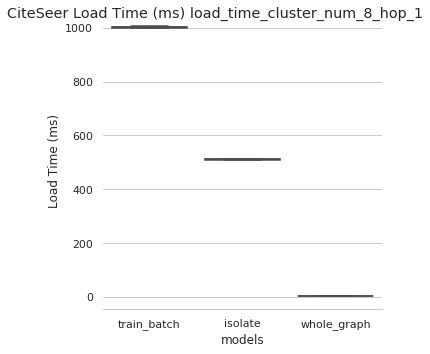 CiteSeer Load Time (ms) load_time_cluster_num_8_hop_1
1000
800
600
400
200
0
Load Time (ms)
train_batch isolate whole_graph
models